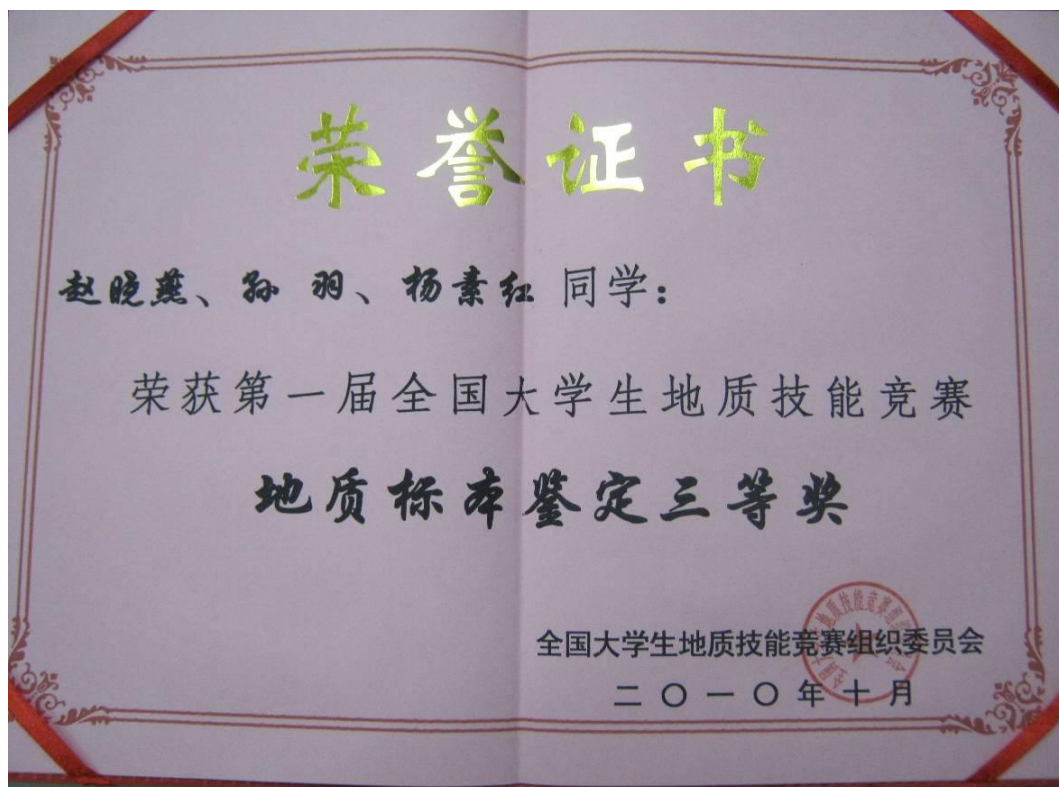 荣誉证书
赵晓燕、孙 羽、杨素红 同学：
荣获第一届全国大学生地质技能竞赛
地质标本鉴定三等奖
全国大学生地质技能竞赛组织委员会
二〇一〇年十月